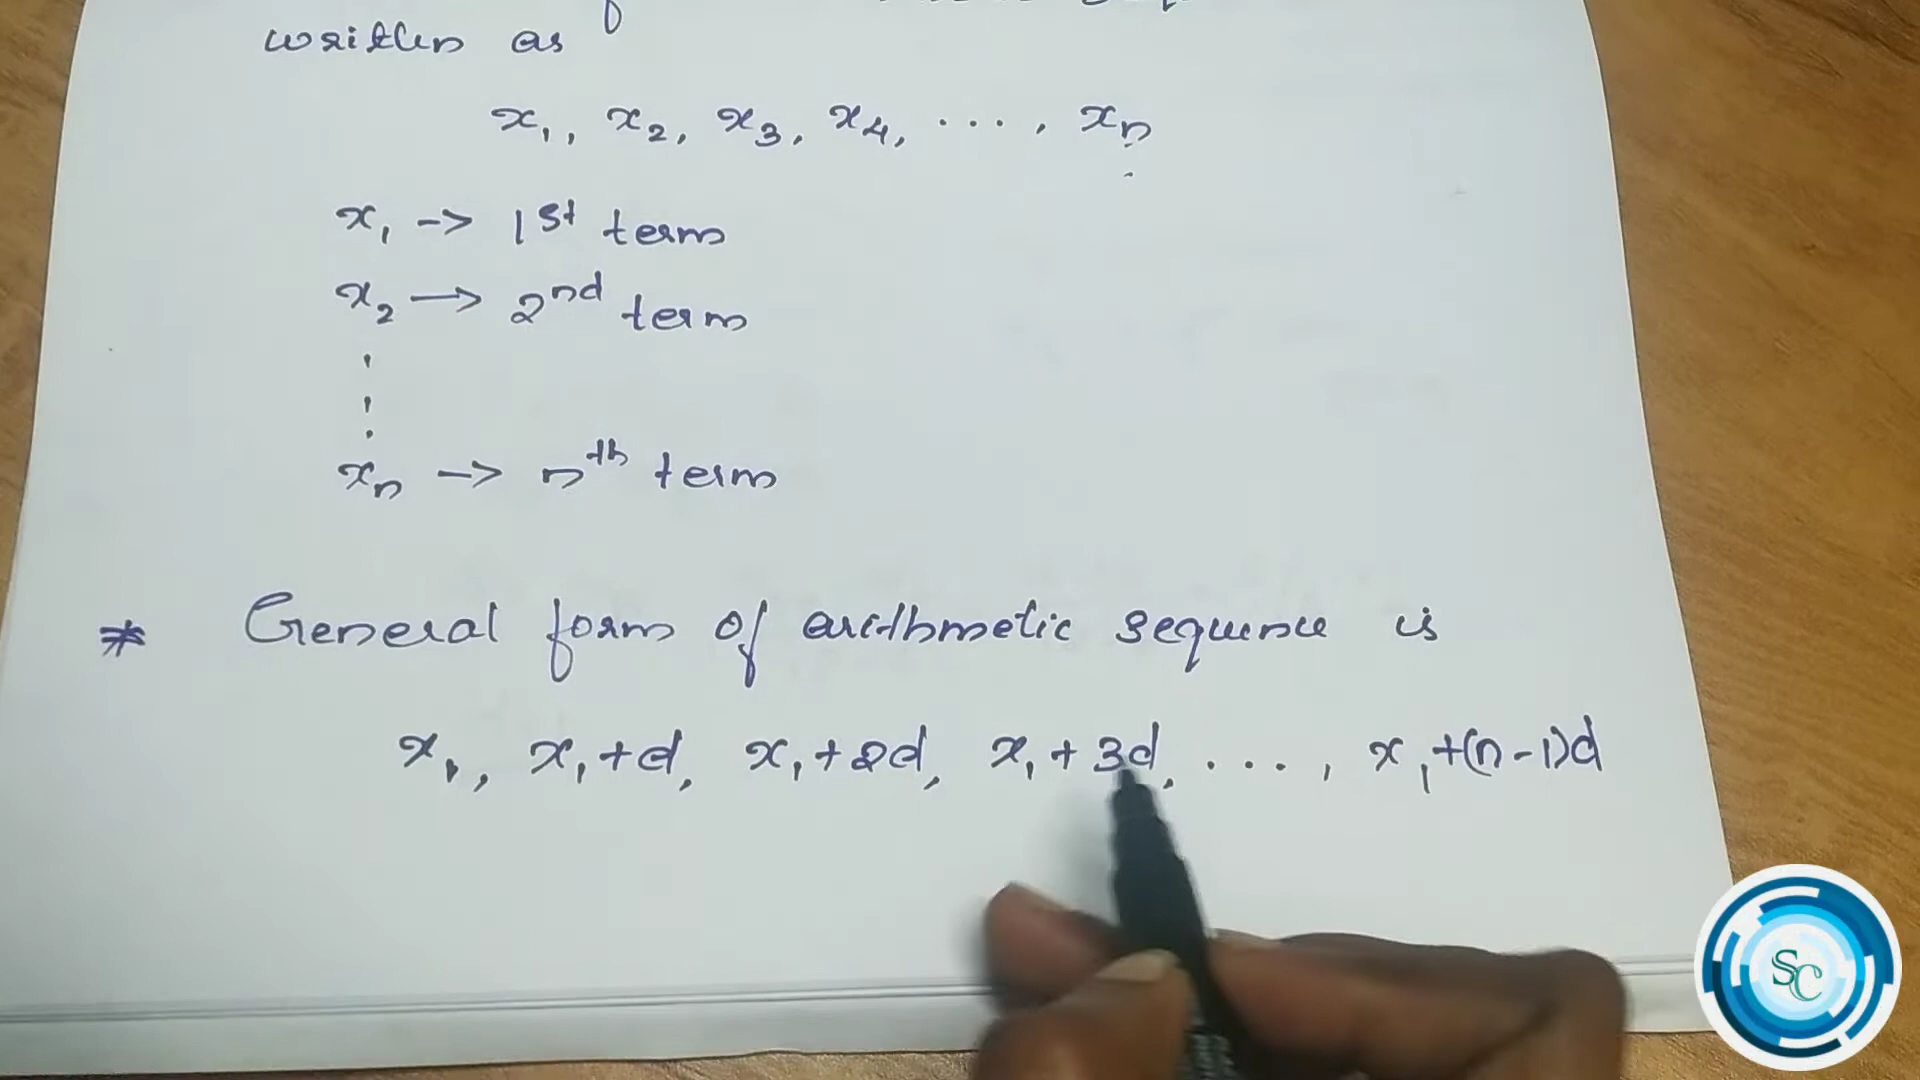 written as
x₁, x₂, x₃, x₄, ..., xₙ
x₁ -> 1st term
x₂ -> 2nd term
xₙ -> nth term
* General form of arithmetic sequence is
x₁, x₁+d, x₁+2d, x₁+3d, ...., x₁+(n-1)d
SC